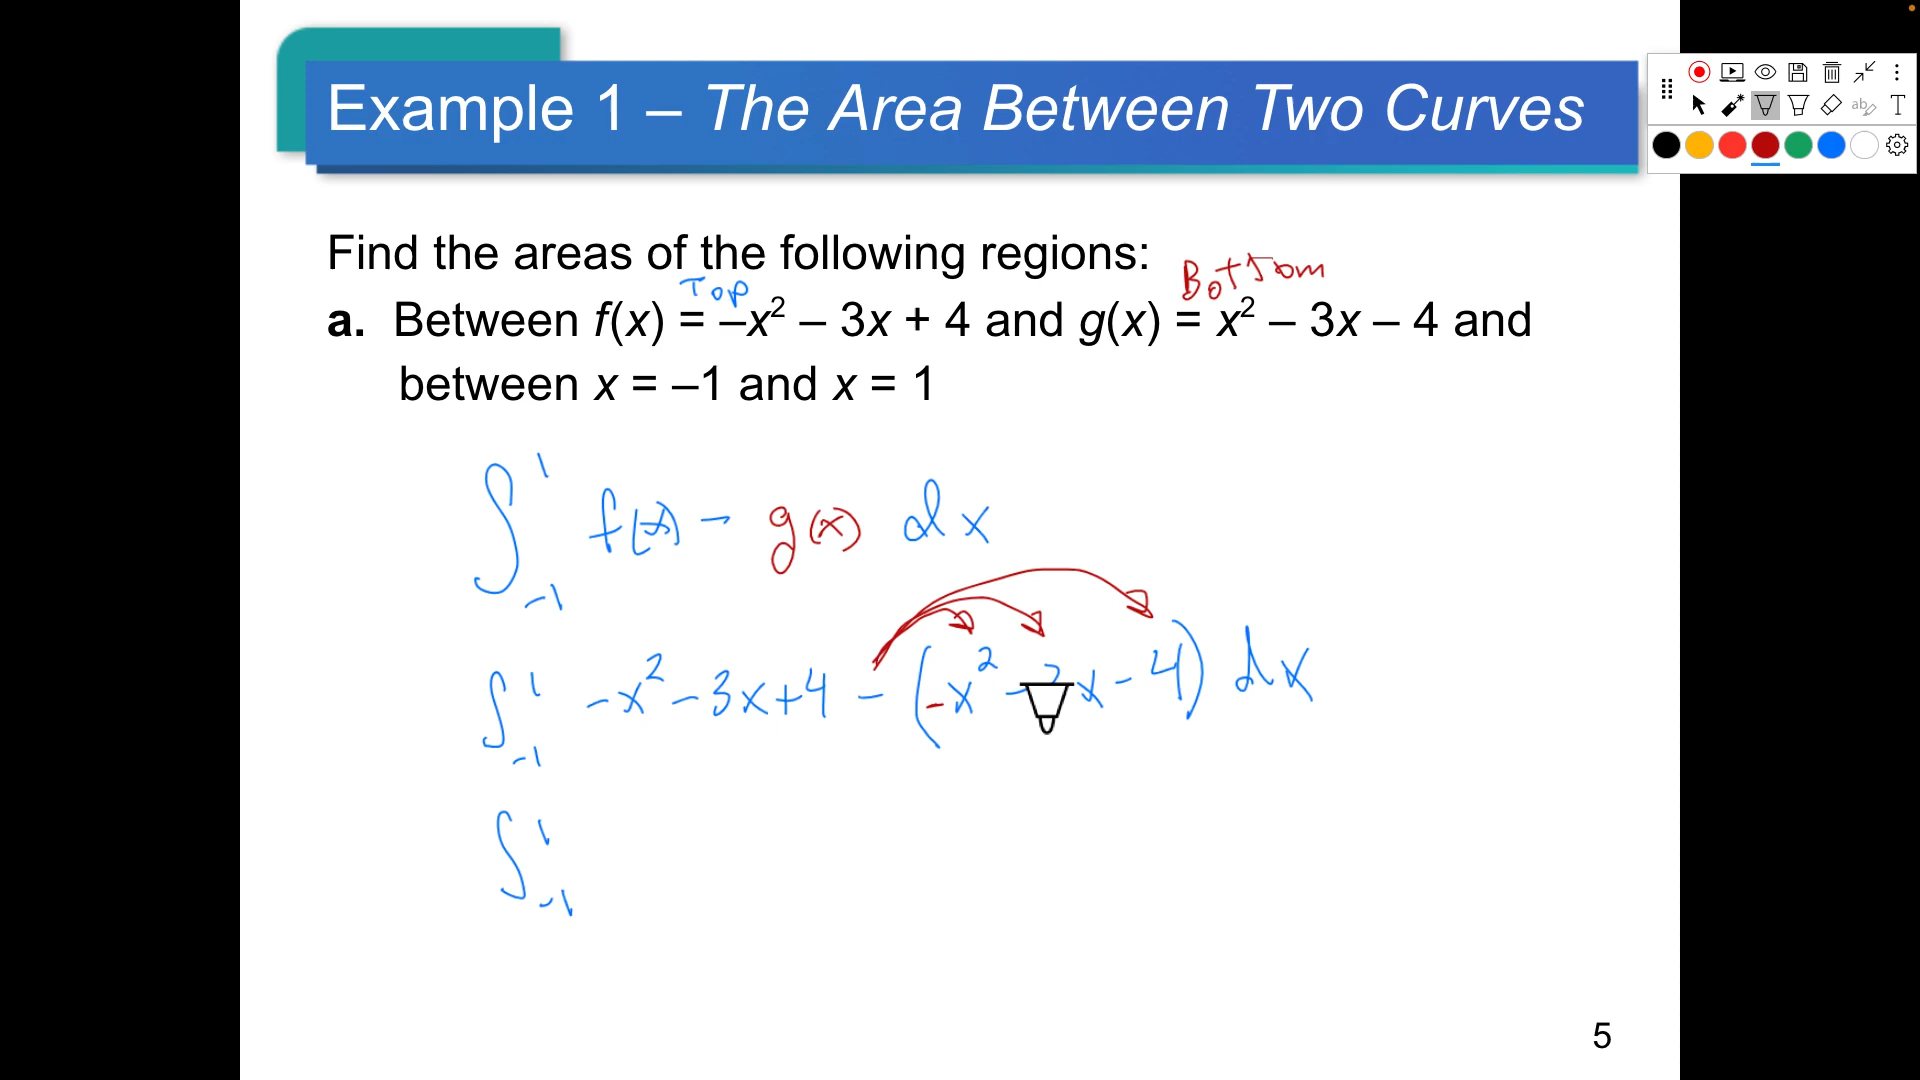 Example 1 – The Area Between Two Curves
Find the areas of the following regions:
Top Bottom
a. Between f(x) = –x² – 3x + 4 and g(x) = x² – 3x – 4 and
between x = –1 and x = 1
∫₋₁¹ f(x) - g(x) dx
∫₋₁¹ -x² - 3x + 4 - (-x² - 3x - 4) dx
∫₋₁¹
5
ab
T